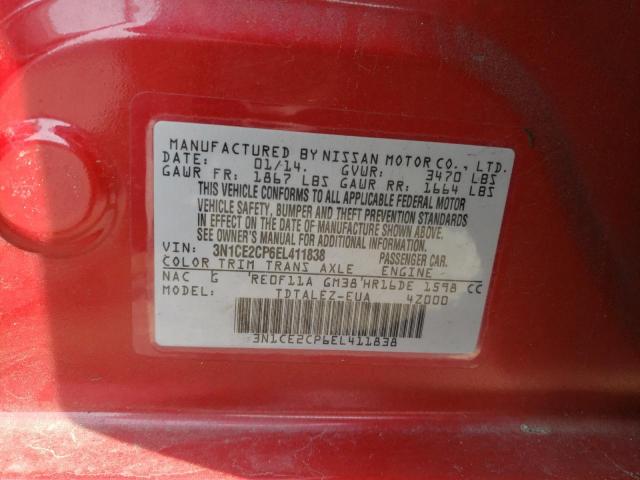 MANUFACTURED BY NISSAN MOTOR CO., LTD.
DATE: 01/14. GVWR: 3470 LBS
GAWR FR: 1867 LBS GAWR RR: 1664 LBS
THIS VEHICLE CONFORMS TO ALL APPLICABLE FEDERAL MOTOR
VEHICLE SAFETY, BUMPER AND THEFT PREVENTION STANDARDS
IN EFFECT ON THE DATE OF MANUFACTURE SHOWN ABOVE.
SEE OWNER'S MANUAL FOR ADDITIONAL INFORMATION.
VIN: 3N1CE2CP6EL411838 PASSENGER CAR.
COLOR TRIM TRANS AXLE ENGINE
NAC G RE0F11A GM38 HR16DE 1598 CC
MODEL: TDTALEZ-EUA 4Z000
3N1CE2CP6EL411838